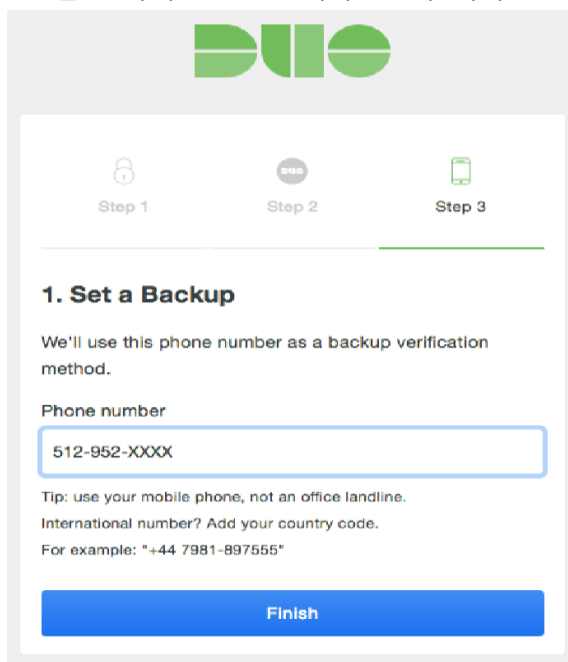 DUO
DUO
Step 1
Step 2
Step 3
1. Set a Backup
We'll use this phone number as a backup verification
method.
Phone number
512-952-XXXX
Tip: use your mobile phone, not an office landline.
International number? Add your country code.
For example: "+44 7981-897555"
Finish